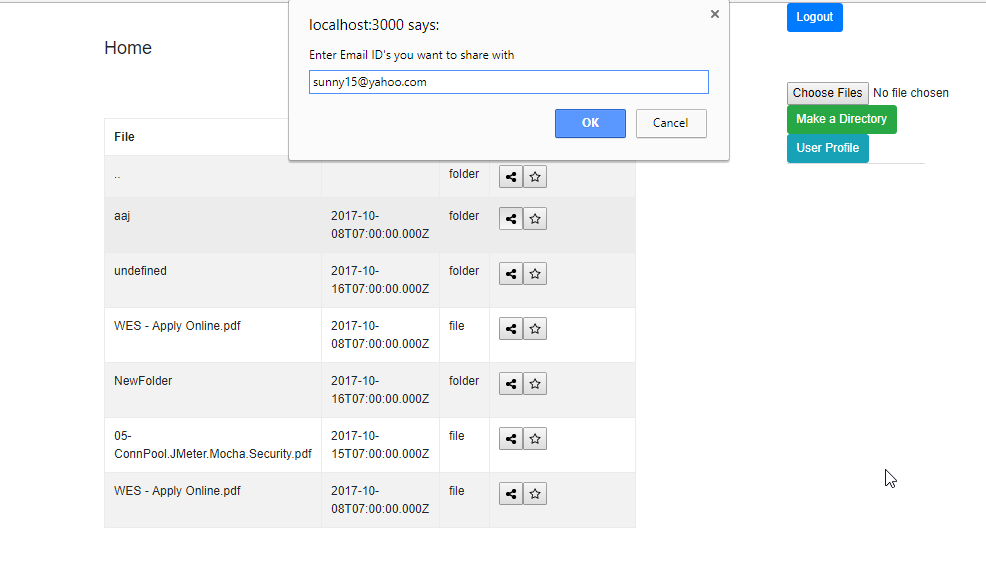 localhost:3000 says:
Enter Email ID's you want to share with
sunny15@yahoo.com
OK
Cancel
Logout
Home
Choose Files No file chosen
Make a Directory
User Profile
File
..
folder
aaj
2017-10-
08T07:00:00.000Z
folder
undefined
2017-10-
16T07:00:00.000Z
folder
WES - Apply Online.pdf
2017-10-
08T07:00:00.000Z
file
NewFolder
2017-10-
16T07:00:00.000Z
folder
05-
ConnPool.JMeter.Mocha.Security.pdf
2017-10-
15T07:00:00.000Z
file
WES - Apply Online.pdf
2017-10-
08T07:00:00.000Z
file